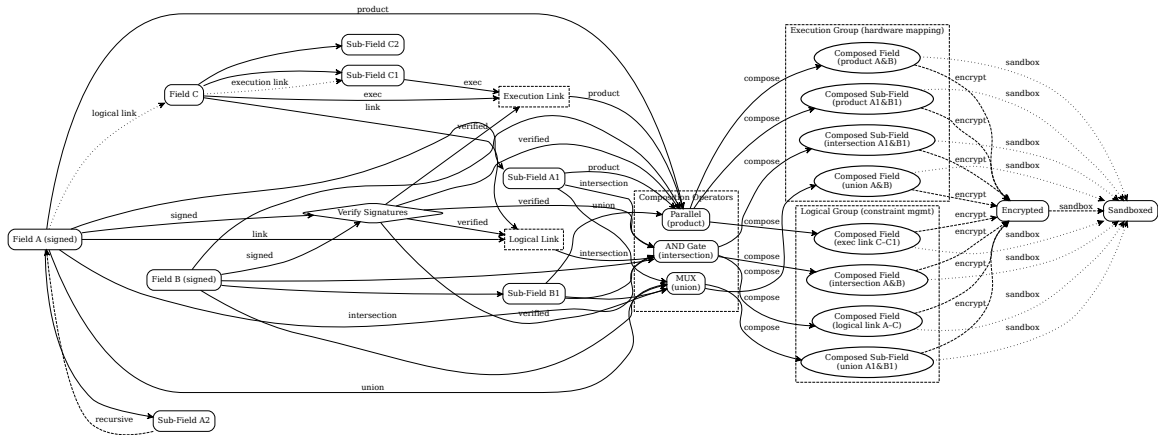 product
Execution Group (hardware mapping)
Sub-Field C2
Composed Field
(product A&B)
sandbox
Sub-Field C1
execution link
exec
compose
encrypt
Field C
exec
Execution Link
product
Composed Sub-Field
(product A1&B1)
sandbox
link
logical link
compose
encrypt
verified
verified
Composed Sub-Field
(intersection A1&B1)
sandbox
compose
encrypt
product
sandbox
Sub-Field A1
intersection
Composed Field
(union A&B)
encrypt
Composition Operators
verified
union
signed
Verify Signatures
Parallel
(product)
compose
Logical Group (constraint mgmt)
encrypt
Encrypted
sandbox
Sandboxed
verified
Field A (signed)
link
Logical Link
Composed Field
(exec link C–C1)
encrypt
sandbox
signed
intersection
AND Gate
(intersection)
compose
encrypt
sandbox
Field B (signed)
compose
Composed Field
(intersection A&B)
MUX
(union)
Sub-Field B1
compose
encrypt
sandbox
intersection
verified
Composed Field
(logical link A–C)
compose
sandbox
Composed Sub-Field
(union A1&B1)
union
recursive
Sub-Field A2